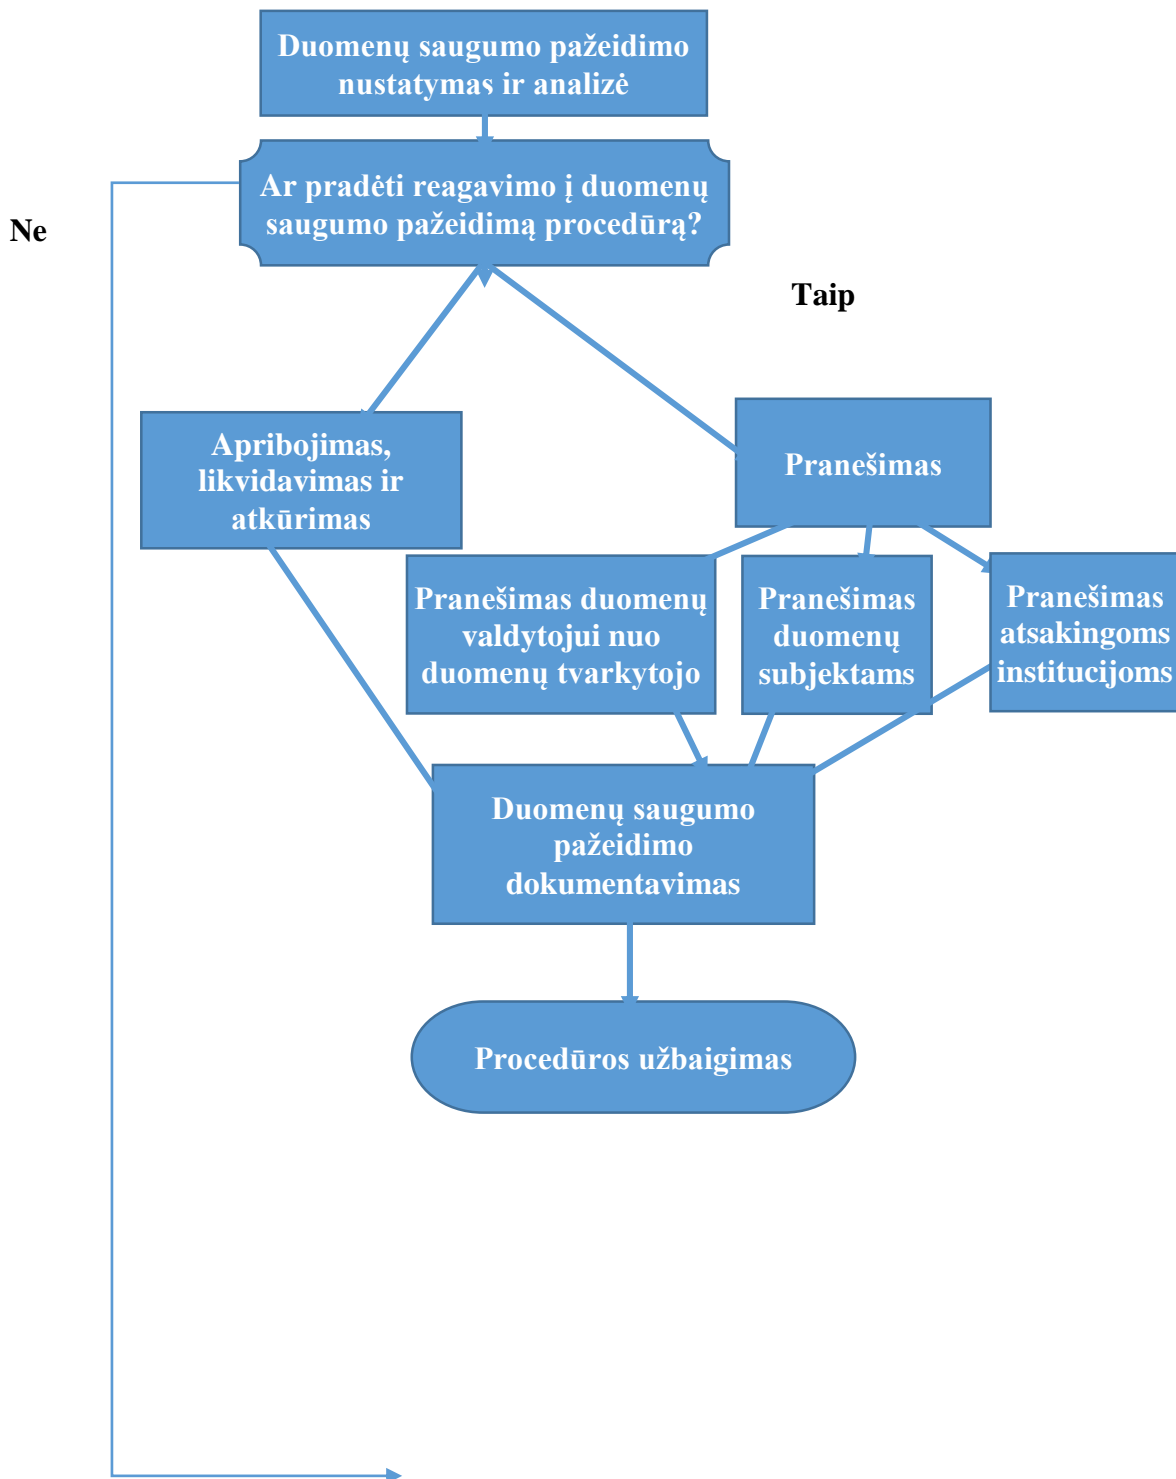 Duomenų saugumo pažeidimo
nustatymas ir analizė
Ar pradėti reagavimo į duomenų
saugumo pažeidimą procedūrą?
Ne
Taip
Apribojimas,
likvidavimas ir
atkūrimas
Pranešimas
Pranešimas duomenų
valdytojui nuo
duomenų tvarkytojo
Pranešimas
duomenų
subjektams
Pranešimas
atsakingoms
institucijoms
Duomenų saugumo
pažeidimo
dokumentavimas
Procedūros užbaigimas